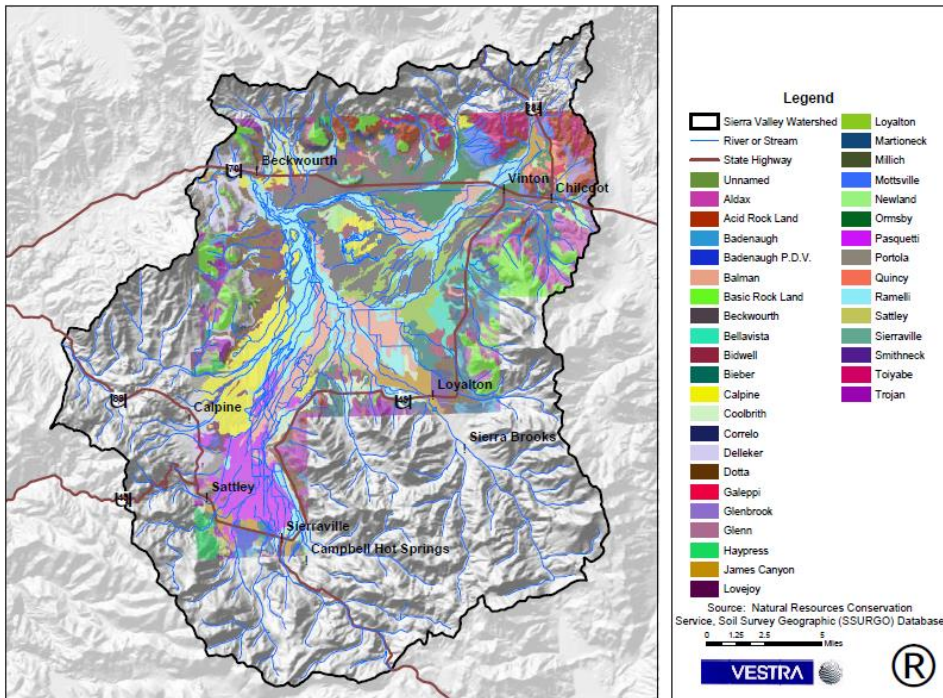 284
70
Beckwourth
Vinton
Chilcoot
Loyalton
49
Calpine
89
Sierra Brooks
Sattley
49
Sierraville
Campbell Hot Springs
Legend
Sierra Valley Watershed
River or Stream
State Highway
Unnamed
Aldax
Acid Rock Land
Badenaugh
Badenaugh P.D.V.
Balman
Basic Rock Land
Beckwourth
Bellavista
Bidwell
Bieber
Calpine
Coolbrith
Correlo
Delleker
Dotta
Galeppi
Glenbrook
Glenn
Haypress
James Canyon
Lovejoy
Loyalton
Martioneck
Millich
Mottsville
Newland
Ormsby
Pasquetti
Portola
Quincy
Ramelli
Sattley
Sierraville
Smithneck
Toiyabe
Trojan
Source: Natural Resources Conservation
Service, Soil Survey Geographic (SSURGO) Database
0 1.25 2.5 5
Miles
VESTRA
®